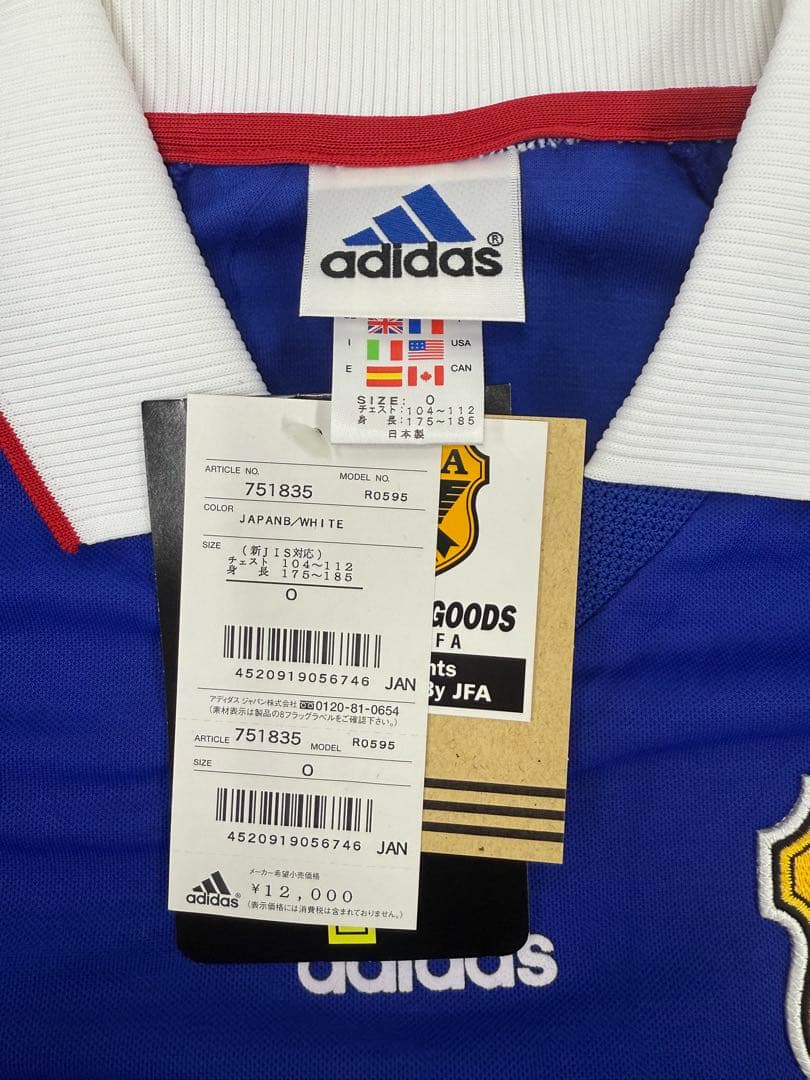 adidas®
I USA
E CAN
SIZE: O
チェスト:104～112
身　長:175～185
日本製
ARTICLE NO. MODEL NO.
751835 R0595
COLOR
JAPANB/WHITE
SIZE
(新JIS対応)
チェスト 104～112
身　長 175～185
O
4520919056746 JAN
アディダス ジャパン株式会社 0120-81-0654
(素材表示は製品の8フラッグラベルをご確認下さい。)
ARTICLE 751835 MODEL R0595
SIZE
O
4520919056746 JAN
メーカー希望小売価格
¥12,000
(表示価格には消費税は含まれておりません。)
adidas®
A
GOODS
FA
nts
By JFA
adidas